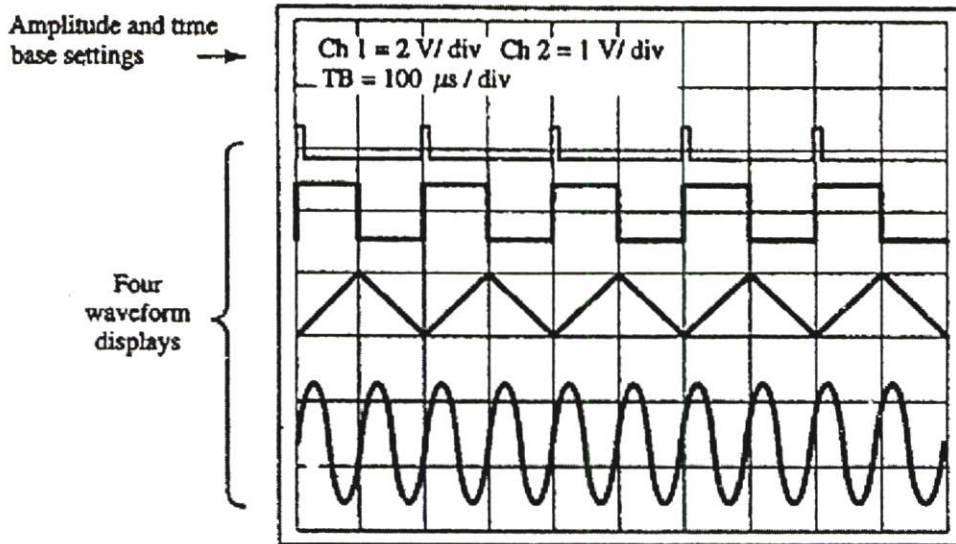 Amplitude and time
base settings
Ch 1 = 2 V/ div Ch 2 = 1 V/ div
TB = 100 µs / div
Four
waveform
displays